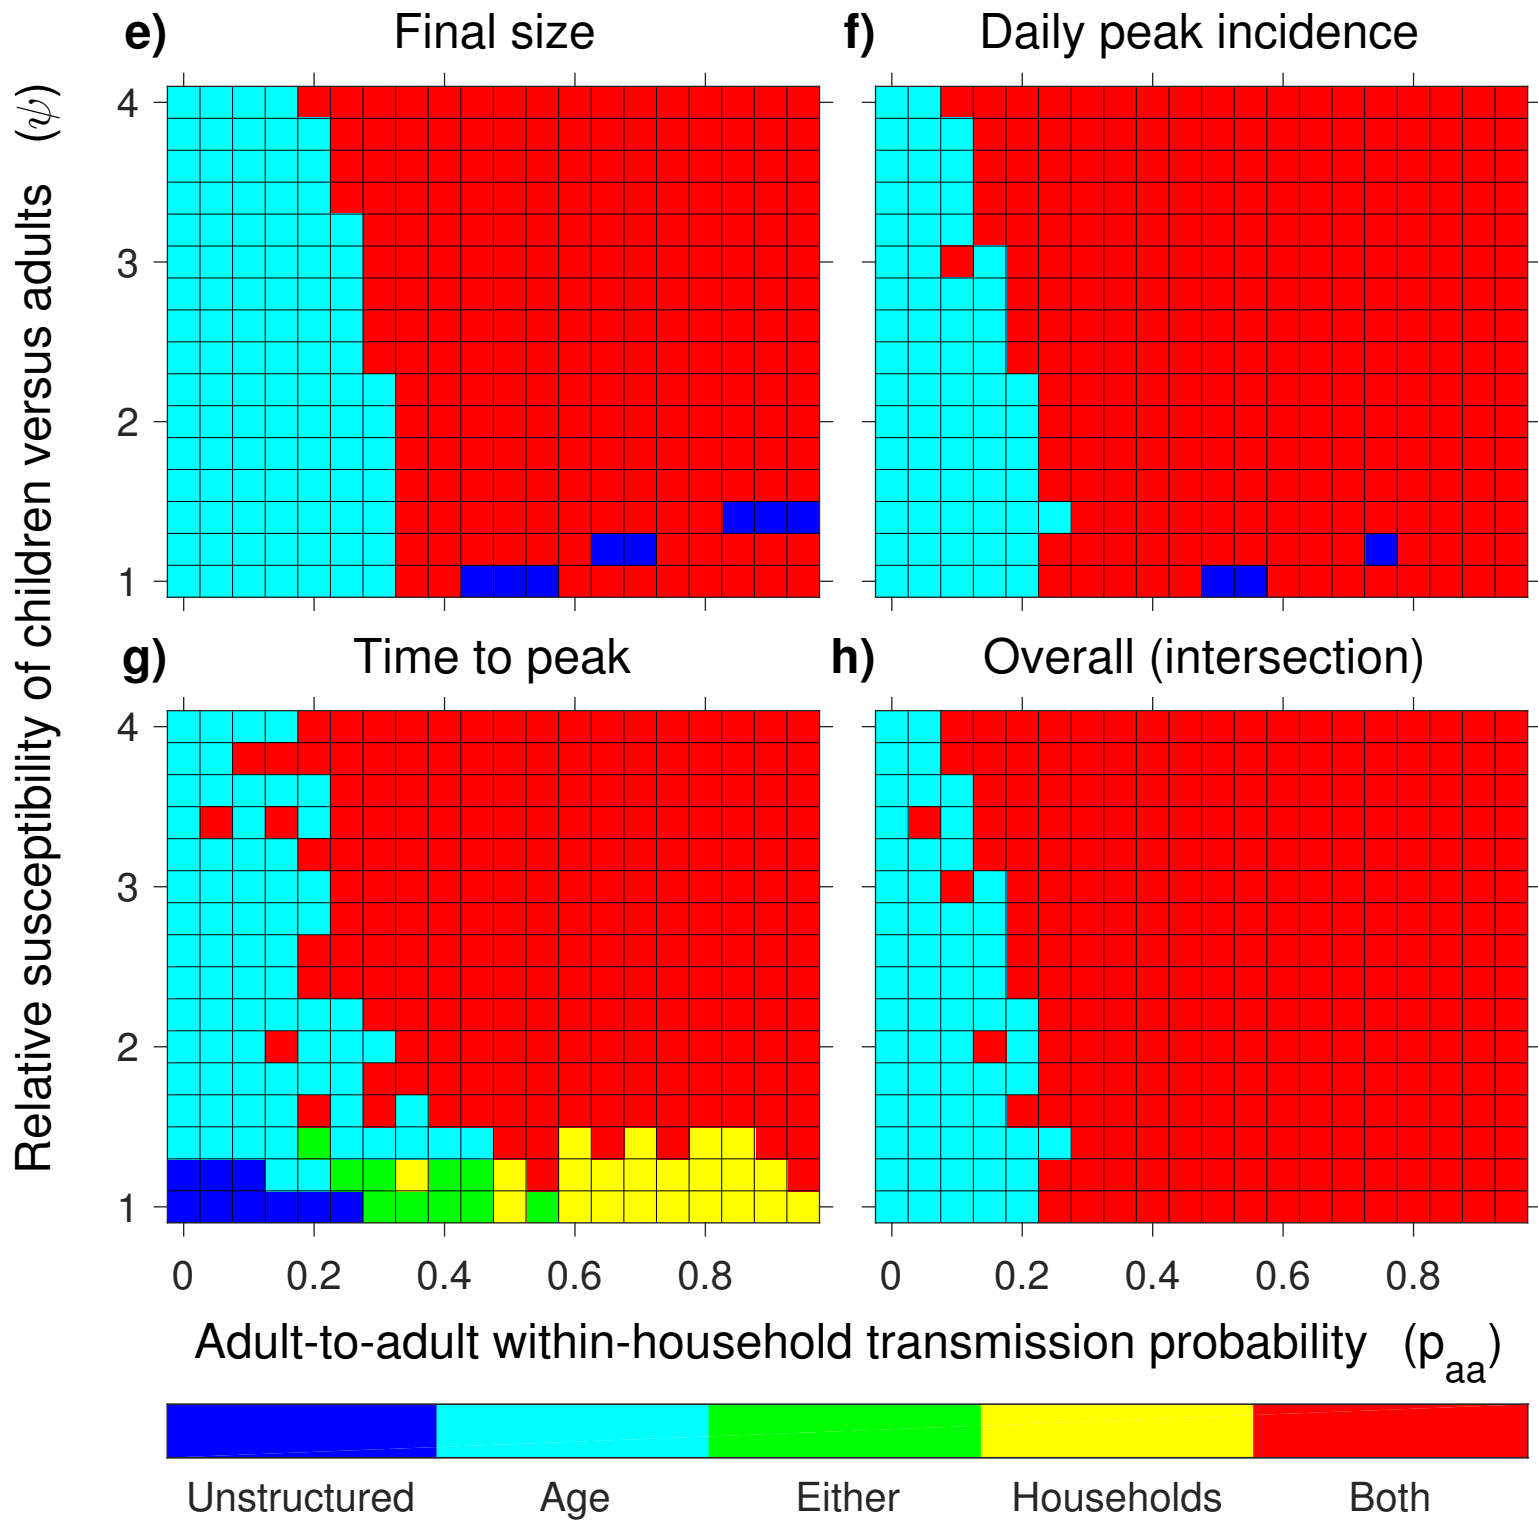 e) Final size
f) Daily peak incidence
Relative susceptibility of children versus adults (ψ)
4
3
2
1
g) Time to peak
h) Overall (intersection)
4
3
2
1
0 0.2 0.4 0.6 0.8
0 0.2 0.4 0.6 0.8
Adult-to-adult within-household transmission probability (p_aa)
Unstructured Age Either Households Both